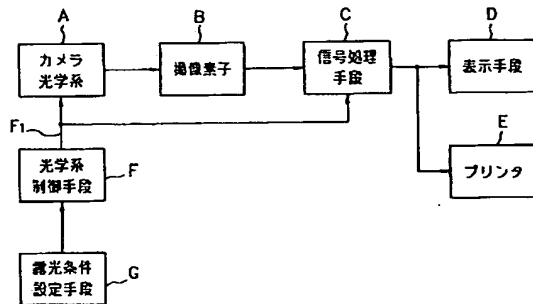 A
カメラ
光学系
B
撮像素子
C
信号処理
手段
D
表示手段
E
プリンタ
F1
光学系
制御手段
F
露光条件
設定手段
G